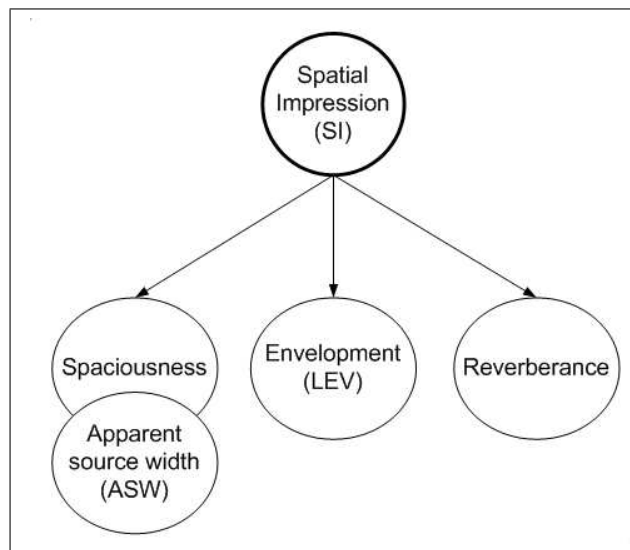 Spatial
Impression
(SI)
Spaciousness
Apparent
source width
(ASW)
Envelopment
(LEV)
Reverberance